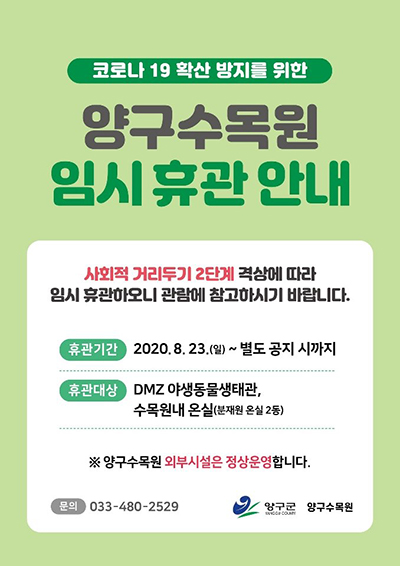 코로나 19 확산 방지를 위한
양구수목원
임시 휴관 안내
사회적 거리두기 2단계 격상에 따라
임시 휴관하오니 관람에 참고하시기 바랍니다.
휴관기간 2020. 8. 23.(일) ~ 별도 공지 시까지
휴관대상 DMZ 야생동물생태관,
수목원내 온실(분재원 온실 2동)
※ 양구수목원 외부시설은 정상운영합니다.
문의 033-480-2529 양구군 양구수목원
YANGGU COUNTY